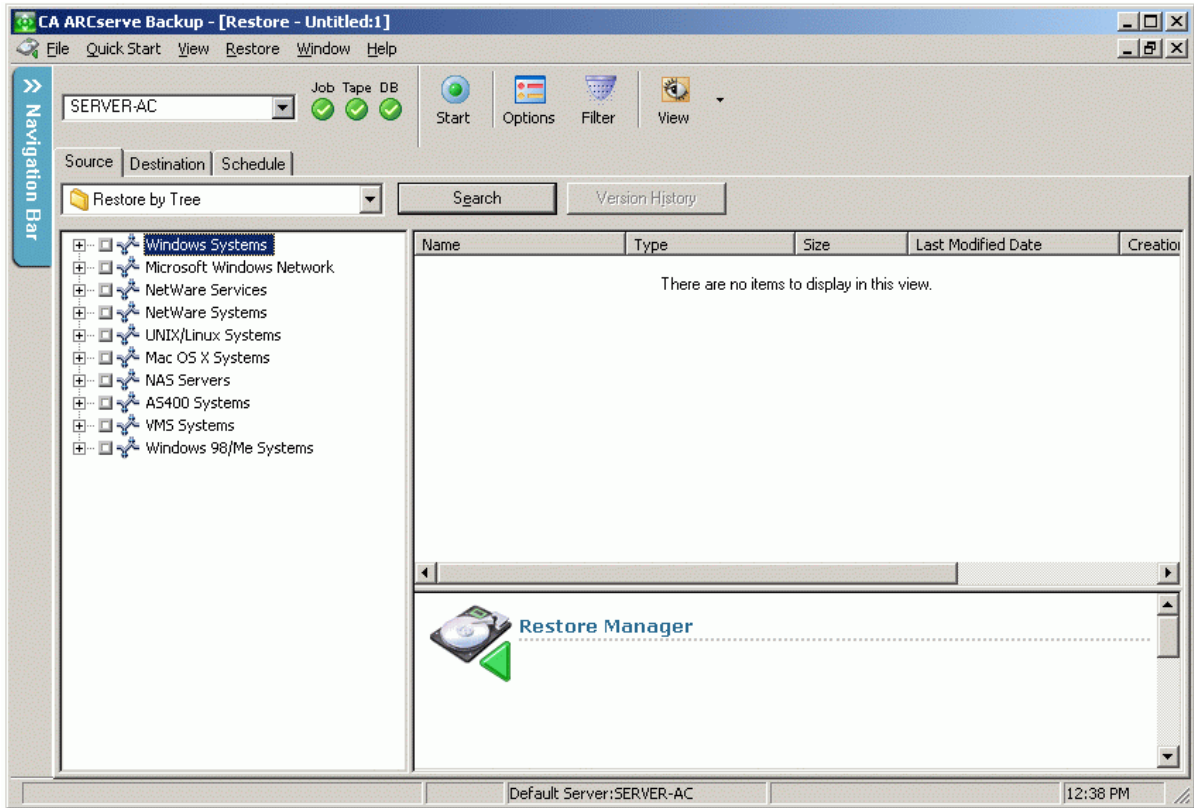 CA ARCserve Backup - [Restore - Untitled:1]
File Quick Start View Restore Window Help
Navigation Bar
SERVER-AC
Job Tape DB
Start
Options
Filter
View
Source Destination Schedule
Restore by Tree
Search
Version History
Windows Systems
Microsoft Windows Network
NetWare Services
NetWare Systems
UNIX/Linux Systems
Mac OS X Systems
NAS Servers
AS400 Systems
VMS Systems
Windows 98/Me Systems
Name Type Size Last Modified Date Creation
There are no items to display in this view.
Restore Manager
Default Server:SERVER-AC
12:38 PM